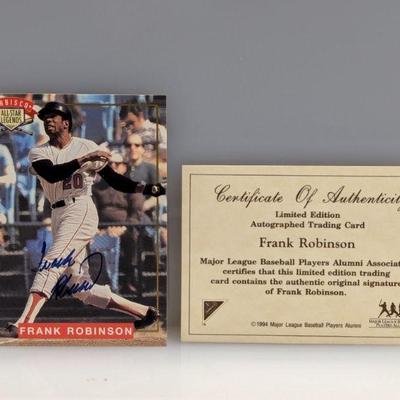 NABISCO
ALL★STAR
LEGENDS
20
Frank
Robinson
FRANK ROBINSON
Certificate Of Authenticity
Limited Edition
Autographed Trading Card
Frank Robinson
Major League Baseball Players Alumni Associat
certifies that this limited edition trading
card contains the authentic original signature
of Frank Robinson.
©1994 Major League Baseball Players Alumni